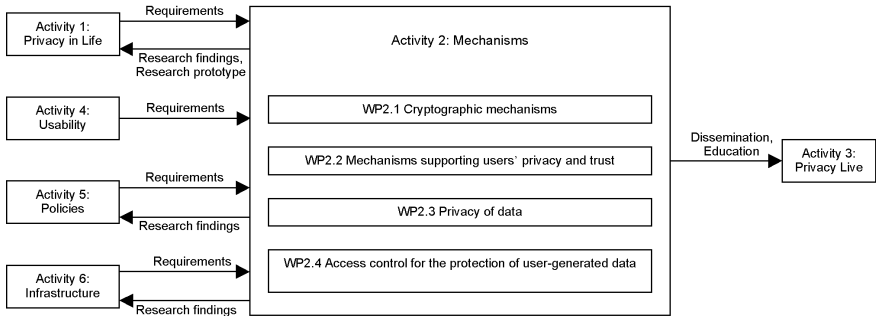 Activity 1:
Privacy in Life
Requirements
Research findings,
Research prototype
Activity 4:
Usability
Requirements
Activity 5:
Policies
Requirements
Research findings
Activity 6:
Infrastructure
Requirements
Research findings
Activity 2: Mechanisms
WP2.1 Cryptographic mechanisms
WP2.2 Mechanisms supporting users' privacy and trust
WP2.3 Privacy of data
WP2.4 Access control for the protection of user-generated data
Dissemination,
Education
Activity 3:
Privacy Live